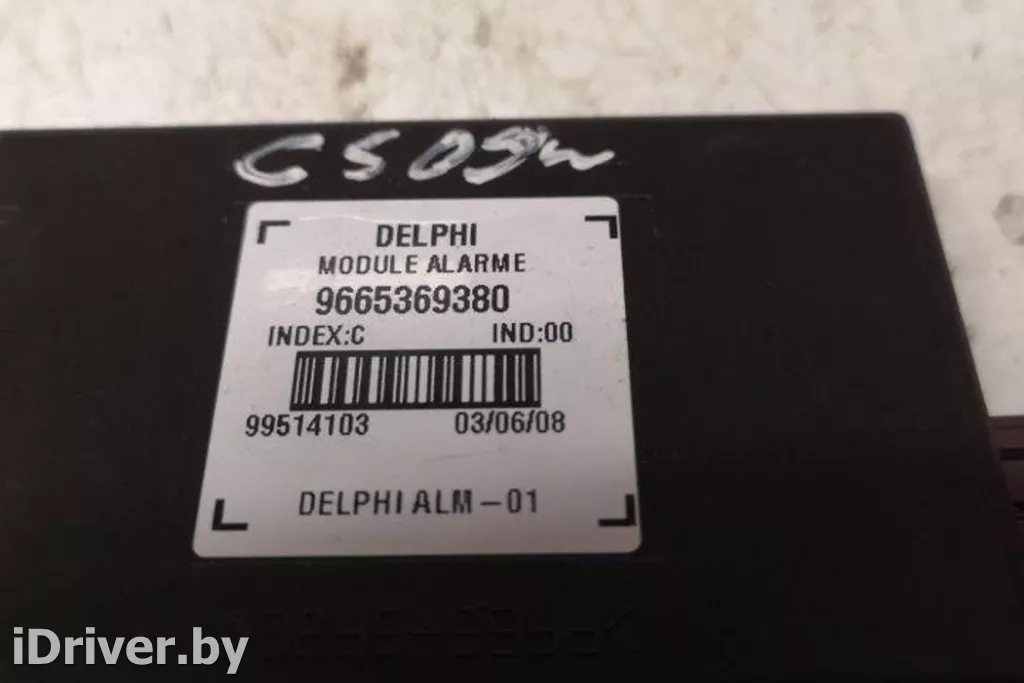 C509w
DELPHI
MODULE ALARME
9665369380
INDEX:C IND:00
99514103 03/06/08
DELPHI ALM-01
iDriver.by